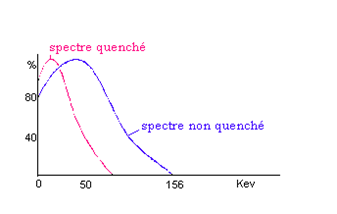 spectre quenché
%
80
spectre non quenché
40
0 50 156 Kev